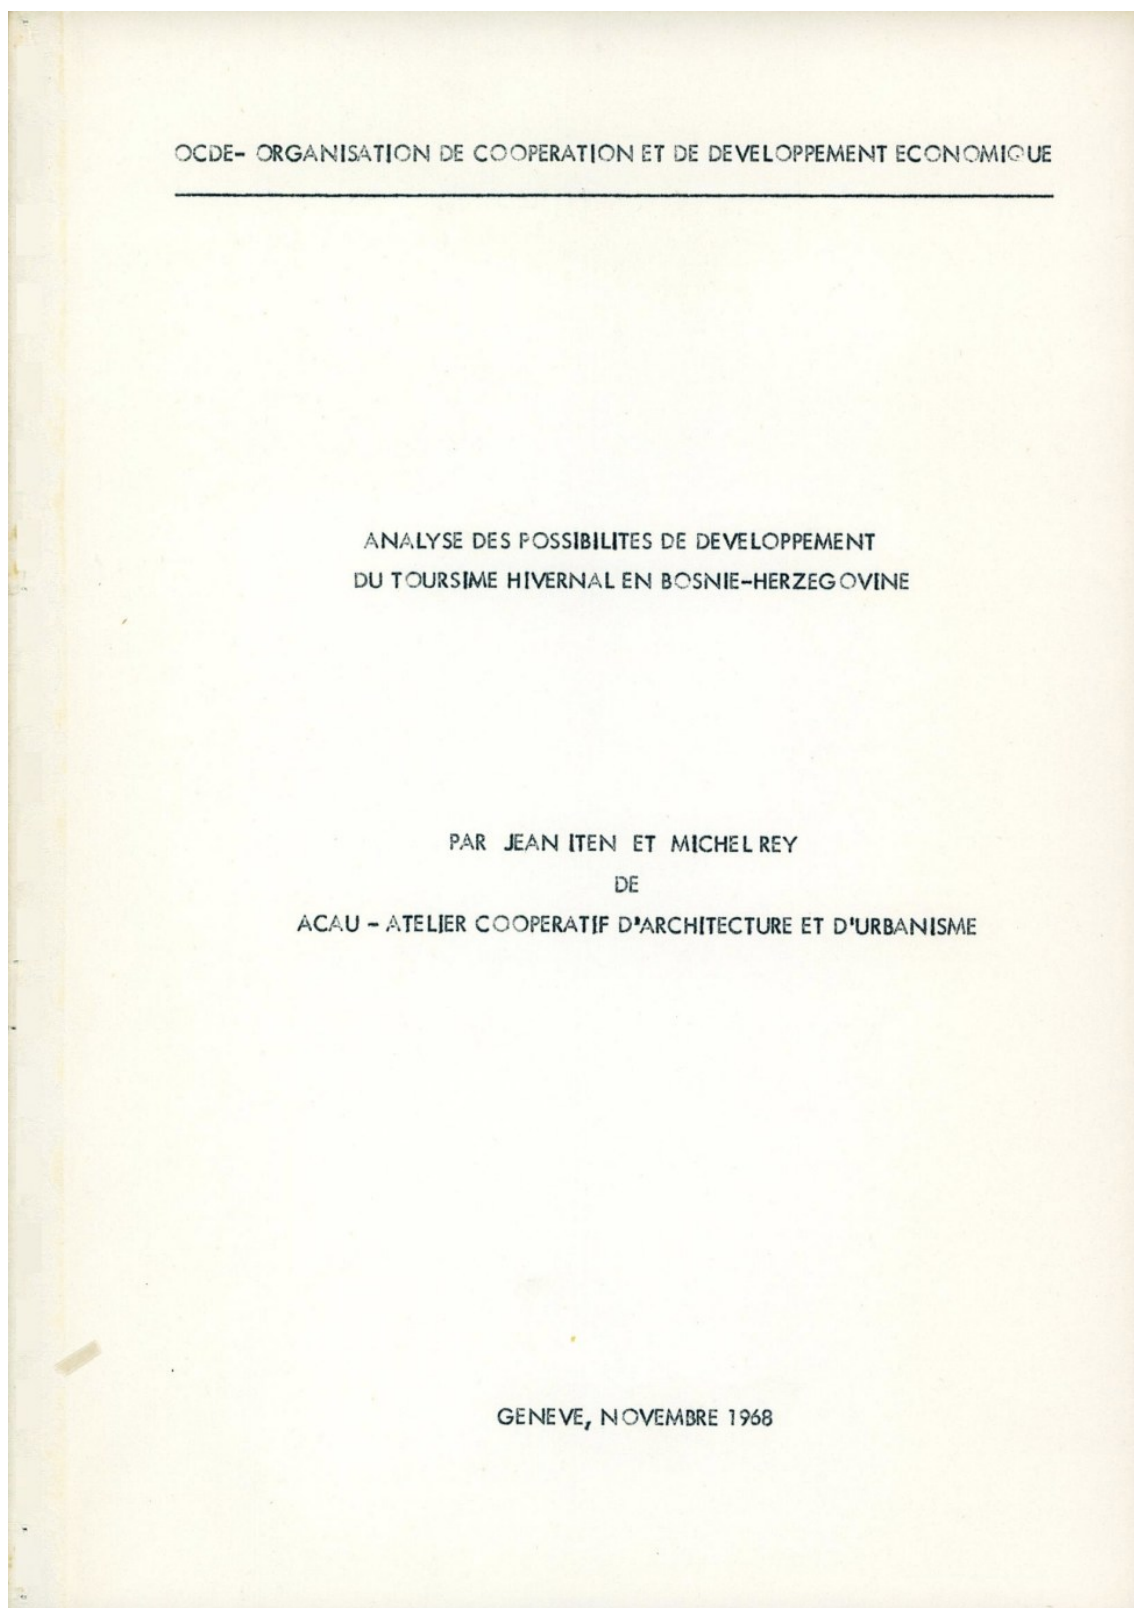 OCDE- ORGANISATION DE COOPERATION ET DE DEVELOPPEMENT ECONOMIQUE
ANALYSE DES POSSIBILITES DE DEVELOPPEMENT
DU TOURSIME HIVERNAL EN BOSNIE-HERZEGOVINE
PAR JEAN ITEN ET MICHEL REY
DE
ACAU - ATELIER COOPERATIF D'ARCHITECTURE ET D'URBANISME
GENEVE, NOVEMBRE 1968